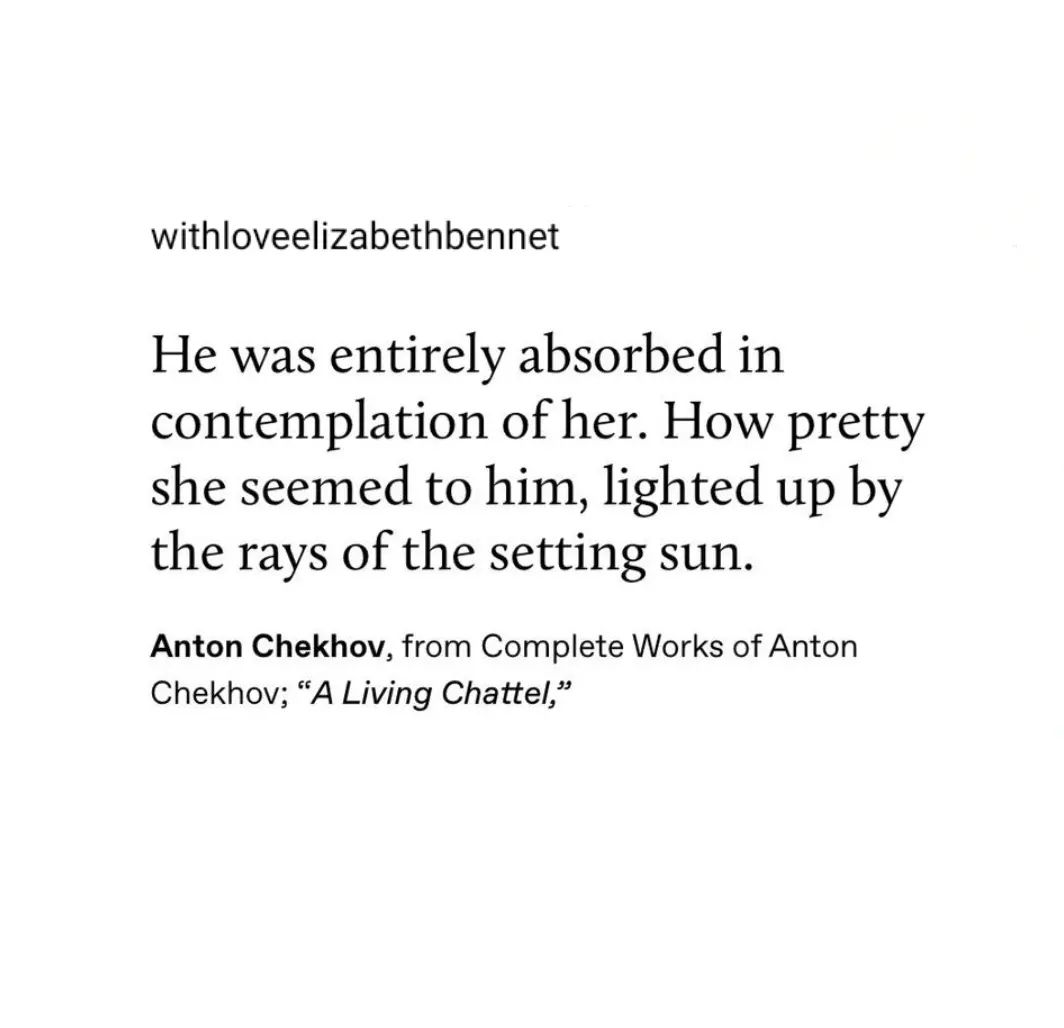 withloveelizabethbennet
He was entirely absorbed in
contemplation of her. How pretty
she seemed to him, lighted up by
the rays of the setting sun.
Anton Chekhov, from Complete Works of Anton
Chekhov; “A Living Chattel,”